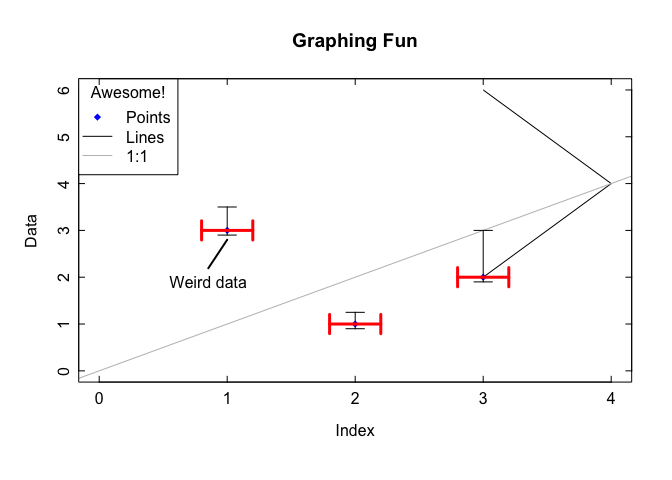 Graphing Fun
Awesome!
Points
Lines
1:1
Weird data
Data
0 1 2 3 4 5 6
0 1 2 3 4
Index